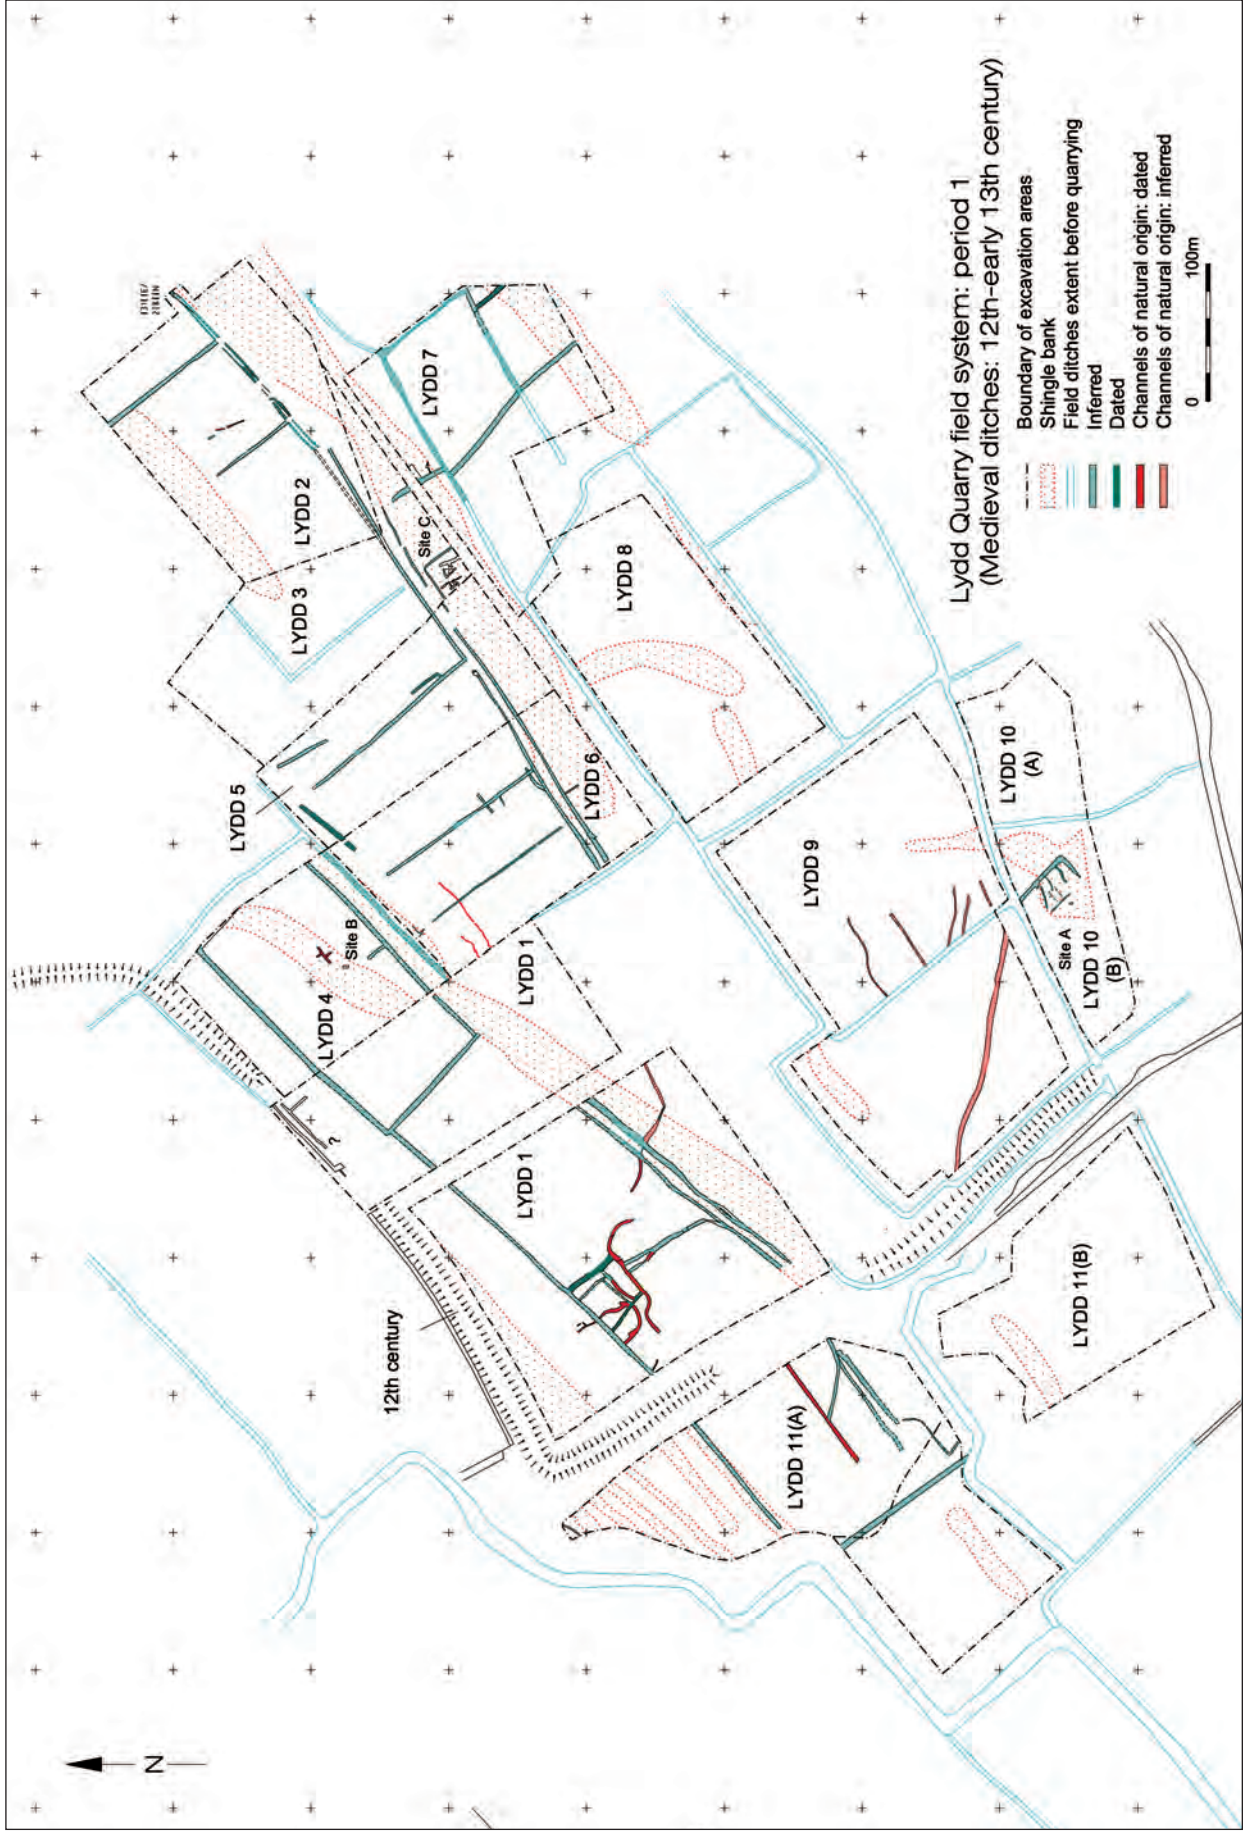 LYDD 2
LYDD 3
LYDD 7
Site C
LYDD 5
LYDD 8
LYDD 6
Site B
LYDD 4
LYDD 1
LYDD 9
LYDD 10
(A)
Site A
LYDD 10
(B)
?
LYDD 1
12th century
LYDD 11(A)
LYDD 11(B)
N
Lydd Quarry field system: period 1
(Medieval ditches: 12th-early 13th century)
Boundary of excavation areas
Shingle bank
Field ditches extent before quarrying
Inferred
Dated
Channels of natural origin: dated
Channels of natural origin: inferred
0 100m